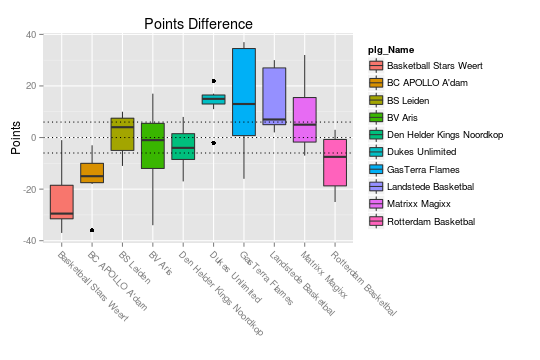 Points Difference
Points
40
20
0
-20
-40
Basketball Stars Weert
BC APOLLO A'dam
BS Leiden
BV Aris
Den Helder Kings Noordkop
Dukes Unlimited
GasTerra Flames
Landstede Basketbal
Matrixx Magixx
Rotterdam Basketbal
plg_Name
Basketball Stars Weert
BC APOLLO A'dam
BS Leiden
BV Aris
Den Helder Kings Noordkop
Dukes Unlimited
GasTerra Flames
Landstede Basketbal
Matrixx Magixx
Rotterdam Basketbal